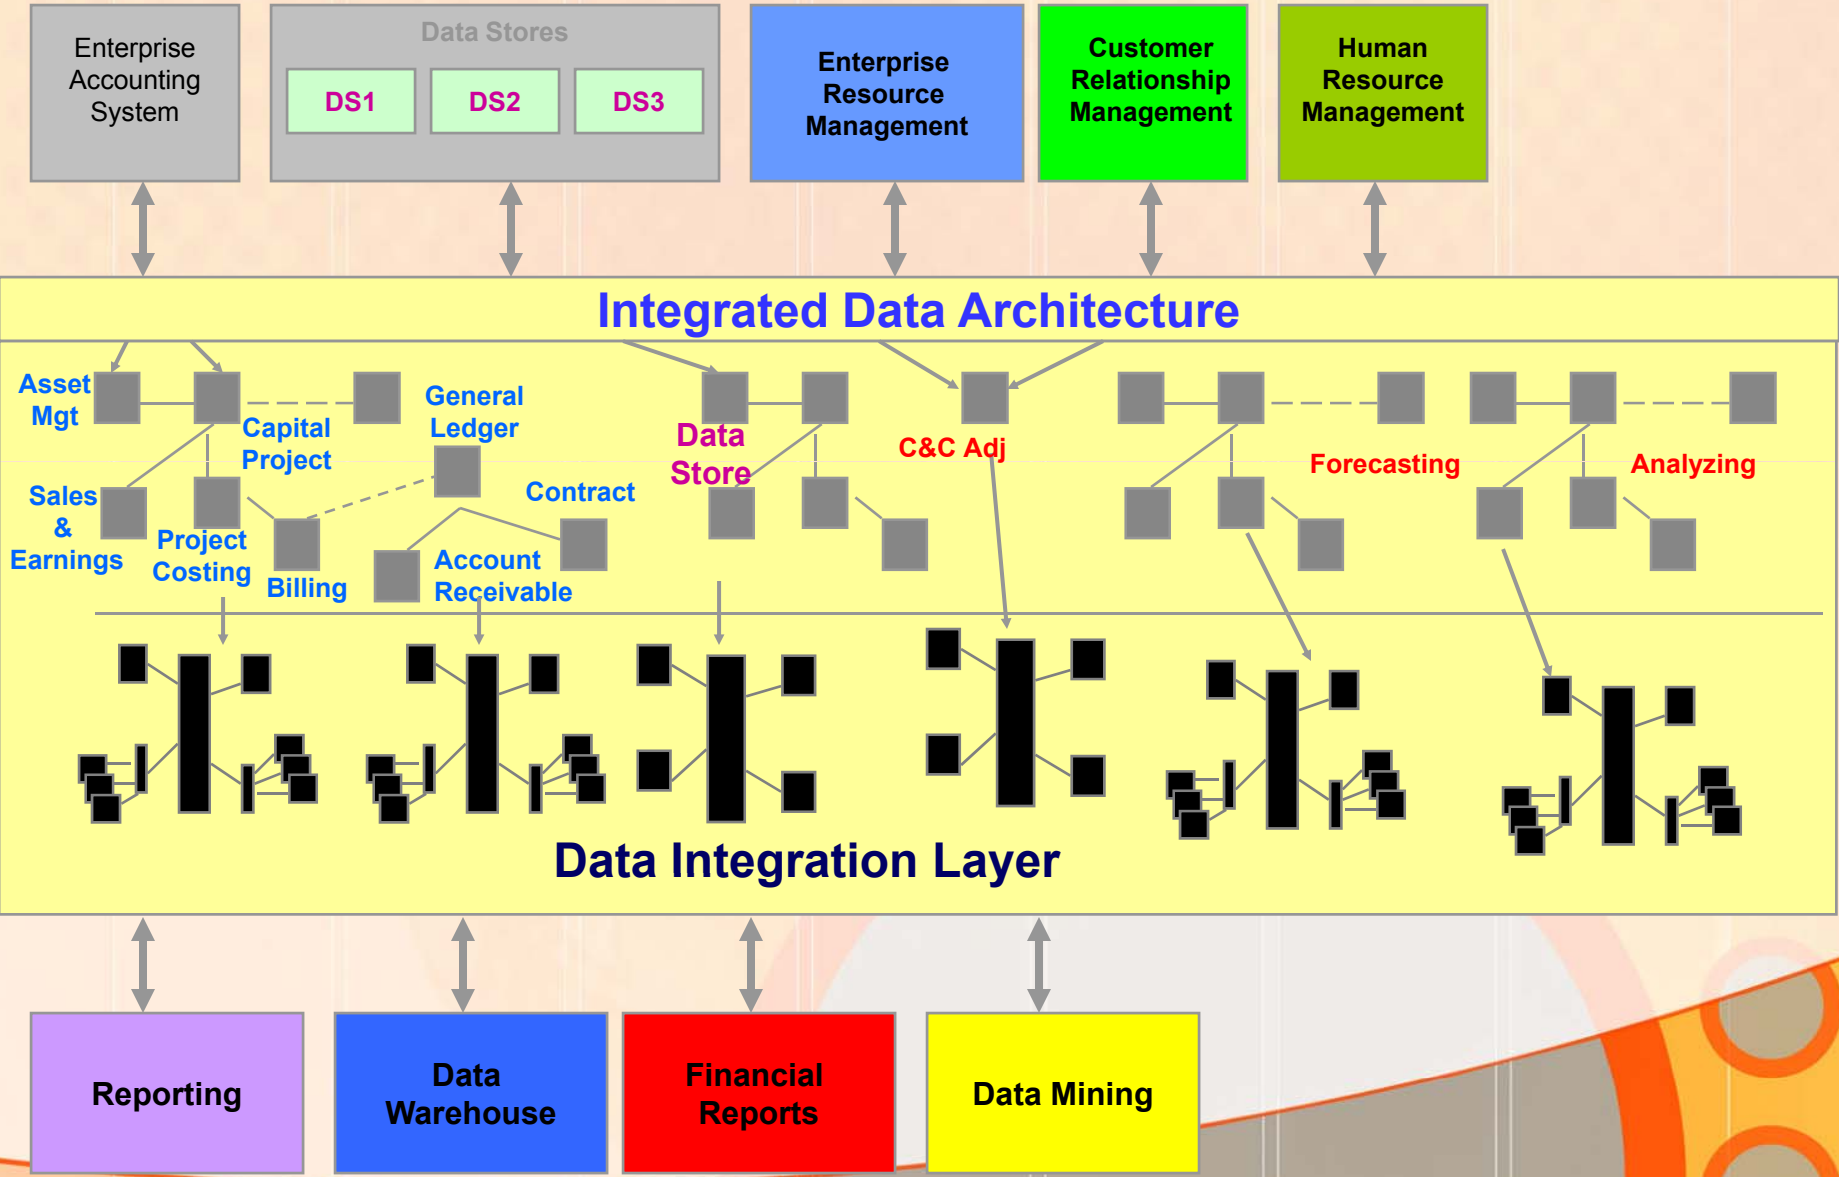 Enterprise
Accounting
System
Data Stores
DS1
DS2
DS3
Enterprise
Resource
Management
Customer
Relationship
Management
Human
Resource
Management
Integrated Data Architecture
Asset
Mgt
Capital
Project
General
Ledger
Sales
&
Earnings
Project
Costing
Billing
Contract
Account
Receivable
Data
Store
C&C Adj
Forecasting
Analyzing
Data Integration Layer
Reporting
Data
Warehouse
Financial
Reports
Data Mining